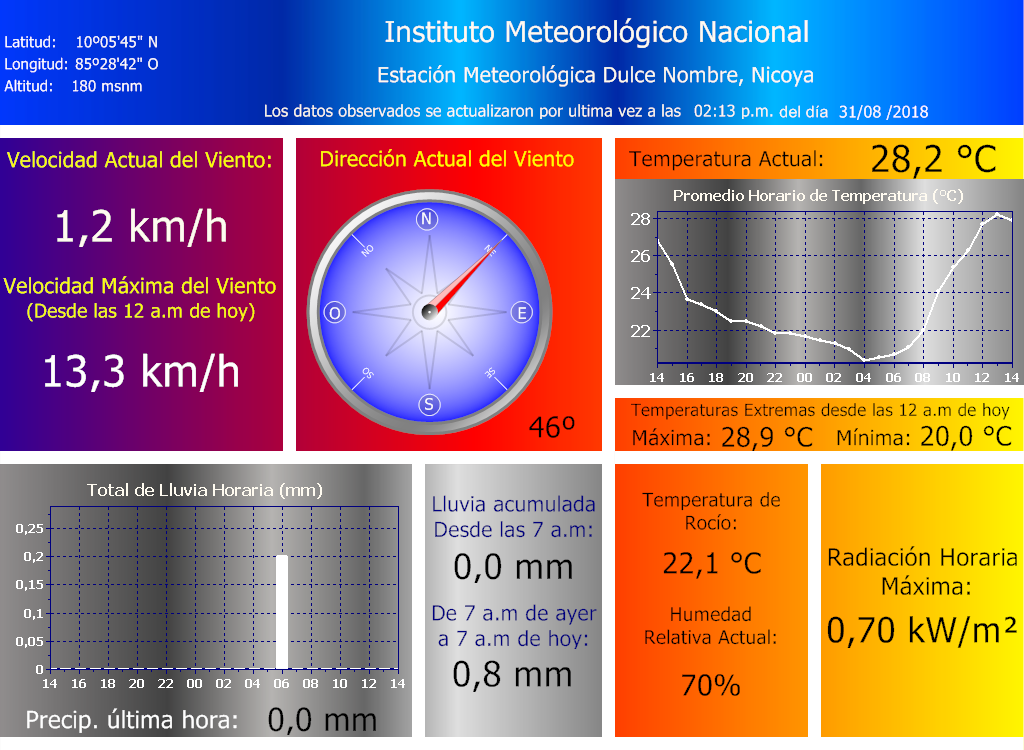 Latitud: 10º05'45" N
Longitud: 85º28'42" O
Altitud: 180 msnm
Instituto Meteorológico Nacional
Estación Meteorológica Dulce Nombre, Nicoya
Los datos observados se actualizaron por ultima vez a las 02:13 p.m. del día 31/08 /2018
Velocidad Actual del Viento:
1,2 km/h
Velocidad Máxima del Viento
(Desde las 12 a.m de hoy)
13,3 km/h
Dirección Actual del Viento
N
NO
NE
O
E
SO
SE
S
46º
Temperatura Actual: 28,2 °C
Promedio Horario de Temperatura (°C)
28
26
24
22
14 16 18 20 22 00 02 04 06 08 10 12 14
Temperaturas Extremas desde las 12 a.m de hoy
Máxima: 28,9 °C Mínima: 20,0 °C
Total de Lluvia Horaria (mm)
0,25
0,2
0,15
0,1
0,05
0
14 16 18 20 22 00 02 04 06 08 10 12 14
Precip. última hora: 0,0 mm
Lluvia acumulada
Desde las 7 a.m:
0,0 mm
De 7 a.m de ayer
a 7 a.m de hoy:
0,8 mm
Temperatura de
Rocío:
22,1 °C
Humedad
Relativa Actual:
70%
Radiación Horaria
Máxima:
0,70 kW/m²